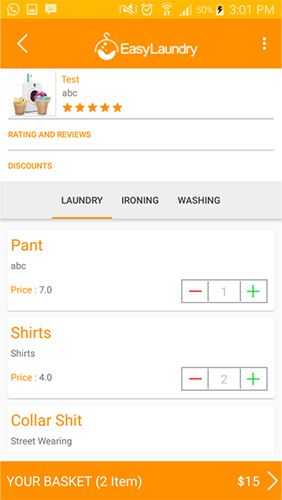 50% 3:01 PM
EasyLaundry
Test
abc
RATING AND REVIEWS
DISCOUNTS
LAUNDRY IRONING WASHING
Pant
abc
Price : 7.0
1
Shirts
Shirts
Price : 4.0
2
Collar Shit
Street Wearing
YOUR BASKET (2 Item) $15